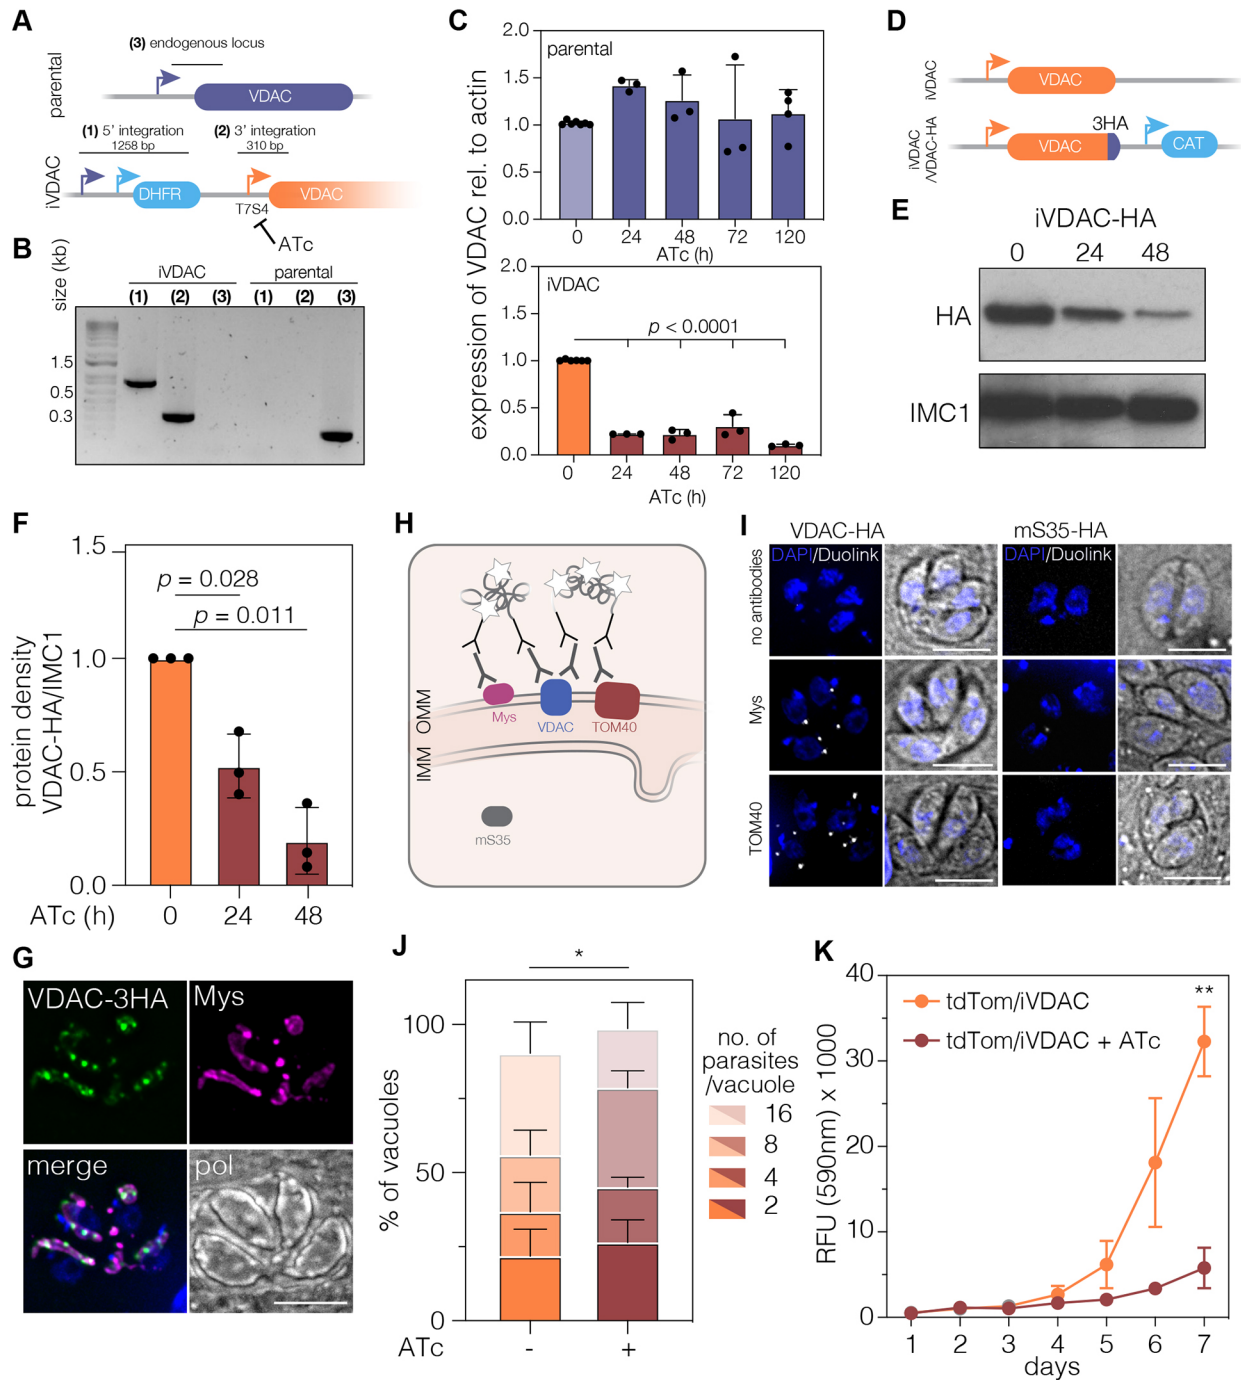 A
parental
(3) endogenous locus
VDAC
(1) 5' integration
1258 bp
(2) 3' integration
310 bp
iVDAC
DHFR
T7S4
VDAC
ATc
B
size (kb)
iVDAC
parental
(1)
(2)
(3)
(1)
(2)
(3)
1.5
0.5
0.3
C
expression of VDAC rel. to actin
parental
2.0
1.5
1.0
0.5
0.0
0
24
48
72
120
ATc (h)
iVDAC
p < 0.0001
2.0
1.5
1.0
0.5
0.0
0
24
48
72
120
ATc (h)
D
iVDAC
VDAC
iVDAC
/VDAC-HA
VDAC
3HA
CAT
E
iVDAC-HA
0
24
48
HA
IMC1
F
protein density
VDAC-HA/IMC1
1.5
1.0
0.5
0.0
p = 0.028
p = 0.011
ATc (h)
0
24
48
G
VDAC-3HA
Mys
merge
pol
H
OMM
IMM
Mys
VDAC
TOM40
mS35
I
VDAC-HA
mS35-HA
DAPI/Duolink
DAPI/Duolink
no antibodies
Mys
TOM40
J
% of vacuoles
100
50
0
*
ATc
-
+
no. of
parasites
/vacuole
16
8
4
2
K
RFU (590nm) x 1000
40
30
20
10
0
tdTom/iVDAC
tdTom/iVDAC + ATc
**
1
2
3
4
5
6
7
days